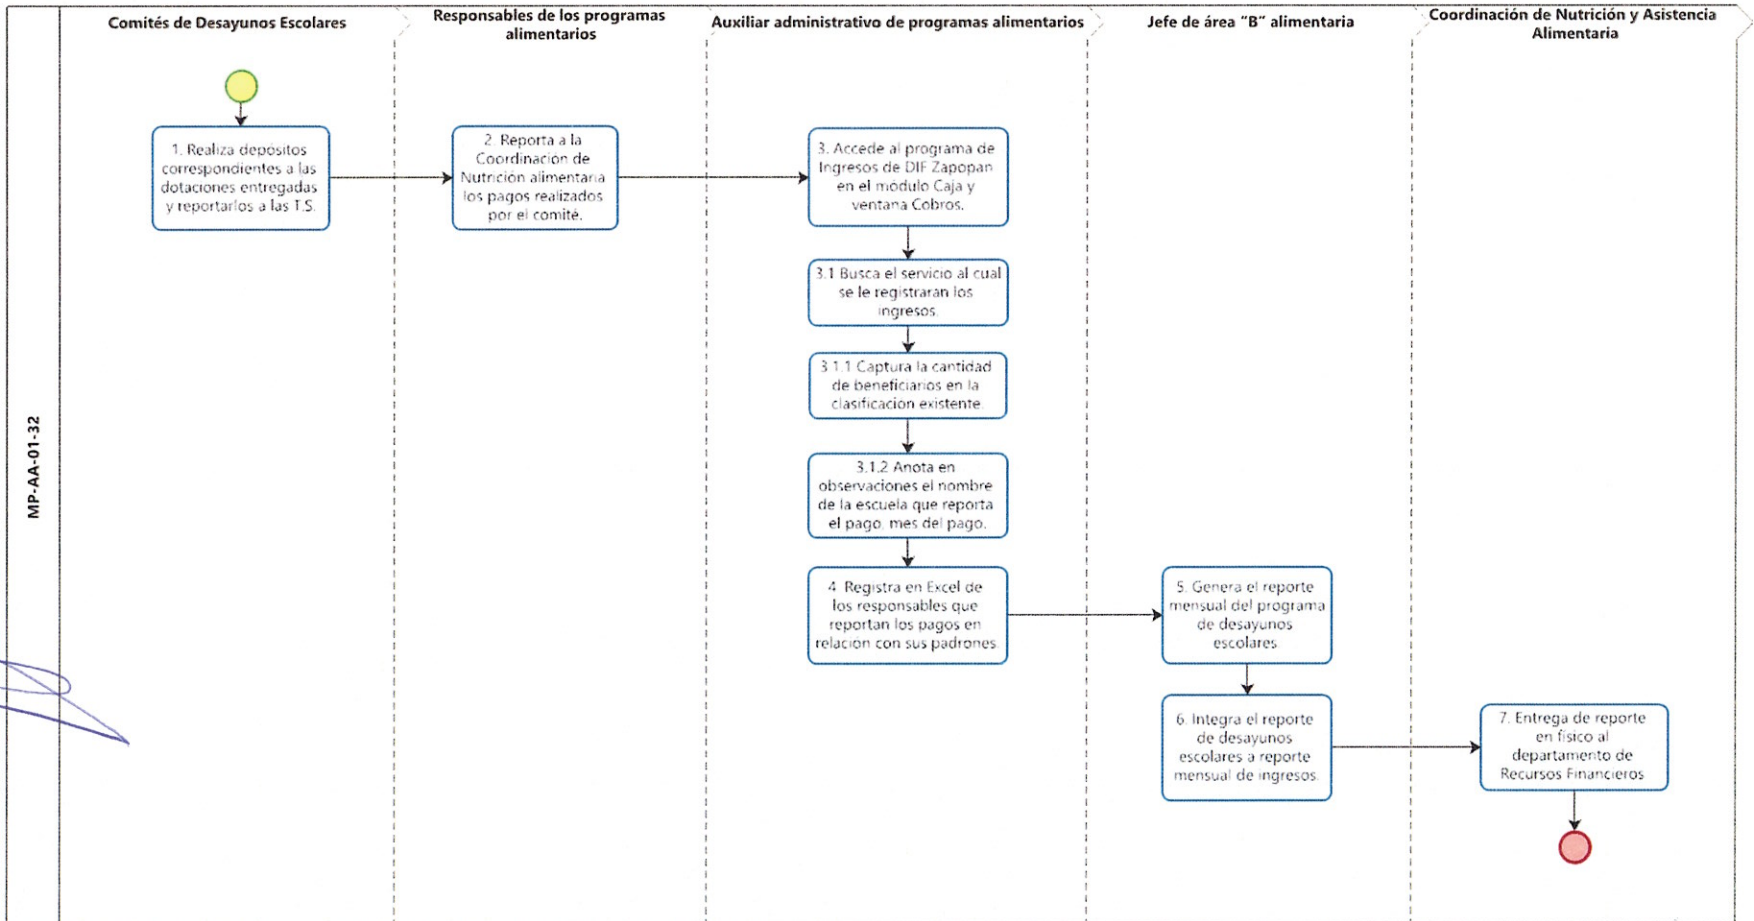 Comités de Desayunos Escolares
Responsables de los programas
alimentarios
Auxiliar administrativo de programas alimentarios
Jefe de área "B" alimentaria
Coordinación de Nutrición y Asistencia
Alimentaria
MP-AA-01-32
1. Realiza depósitos
correspondientes a las
dotaciones entregadas
y reportarlos a las T.S.
2. Reporta a la
Coordinación de
Nutrición alimentaria
los pagos realizados
por el comité.
3. Accede al programa de
Ingresos de DIF Zapopan
en el módulo Caja y
ventana Cobros.
3.1 Busca el servicio al cual
se le registraran los
ingresos.
3.1.1 Captura la cantidad
de beneficiarios en la
clasificación existente.
3.1.2 Anota en
observaciones el nombre
de la escuela que reporta
el pago, mes del pago.
4. Registra en Excel de
los responsables que
reportan los pagos en
relación con sus padrones.
5. Genera el reporte
mensual del programa
de desayunos
escolares
6. Integra el reporte
de desayunos
escolares a reporte
mensual de ingresos.
7. Entrega de reporte
en físico al
departamento de
Recursos Financieros